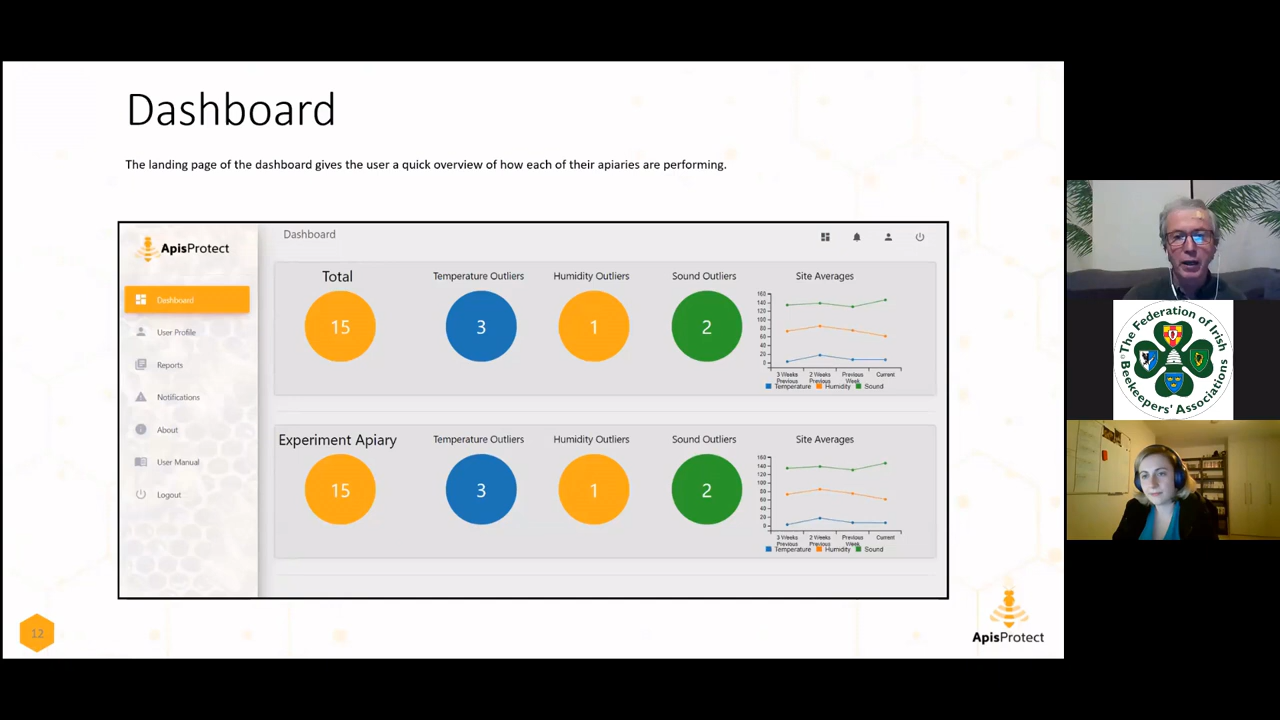 Dashboard
The landing page of the dashboard gives the user a quick overview of how each of their apiaries are performing.
ApisProtect
Dashboard
User Profile
Reports
Notifications
About
User Manual
Logout
Dashboard
Total
Temperature Outliers
Humidity Outliers
Sound Outliers
Site Averages
15
3
1
2
160
140
120
100
80
60
40
20
0
3 Weeks Previous
2 Weeks Previous
Previous Week
Current
Temperature
Humidity
Sound
Experiment Apiary
Temperature Outliers
Humidity Outliers
Sound Outliers
Site Averages
15
3
1
2
160
140
120
100
80
60
40
20
0
3 Weeks Previous
2 Weeks Previous
Previous Week
Current
Temperature
Humidity
Sound
12
ApisProtect
The Federation of Irish
Beekeepers' Associations